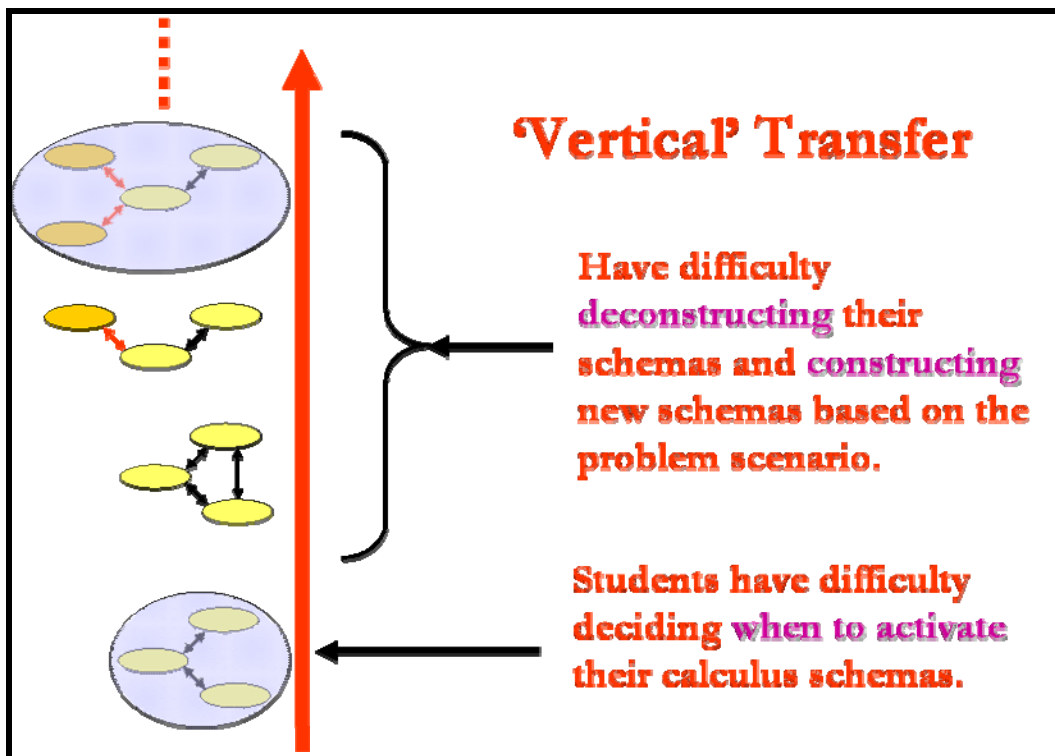 ‘Vertical’ Transfer
Have difficulty
deconstructing their
schemas and constructing
new schemas based on the
problem scenario.
Students have difficulty
deciding when to activate
their calculus schemas.